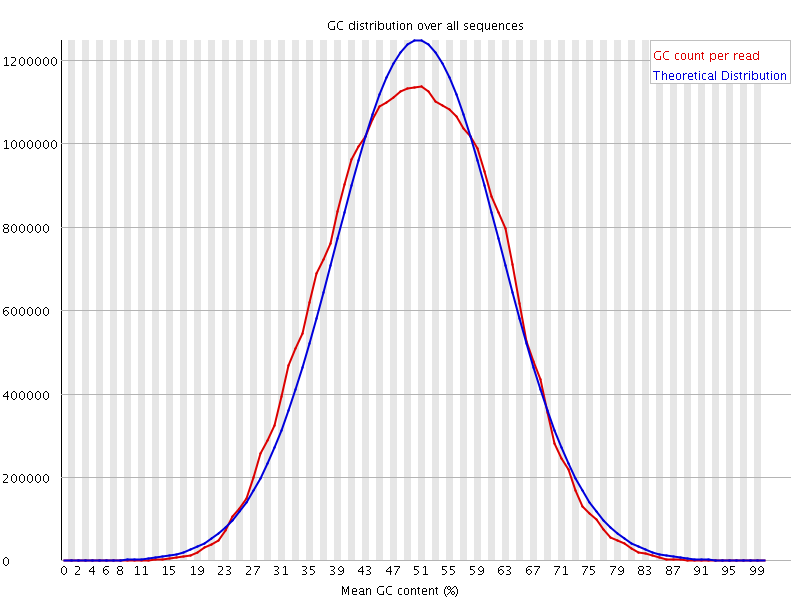 GC distribution over all sequences
GC count per read
Theoretical Distribution
1200000
1000000
800000
600000
400000
200000
0
0 2 4 6 8 11 15 19 23 27 31 35 39 43 47 51 55 59 63 67 71 75 79 83 87 91 95 99
Mean GC content (%)